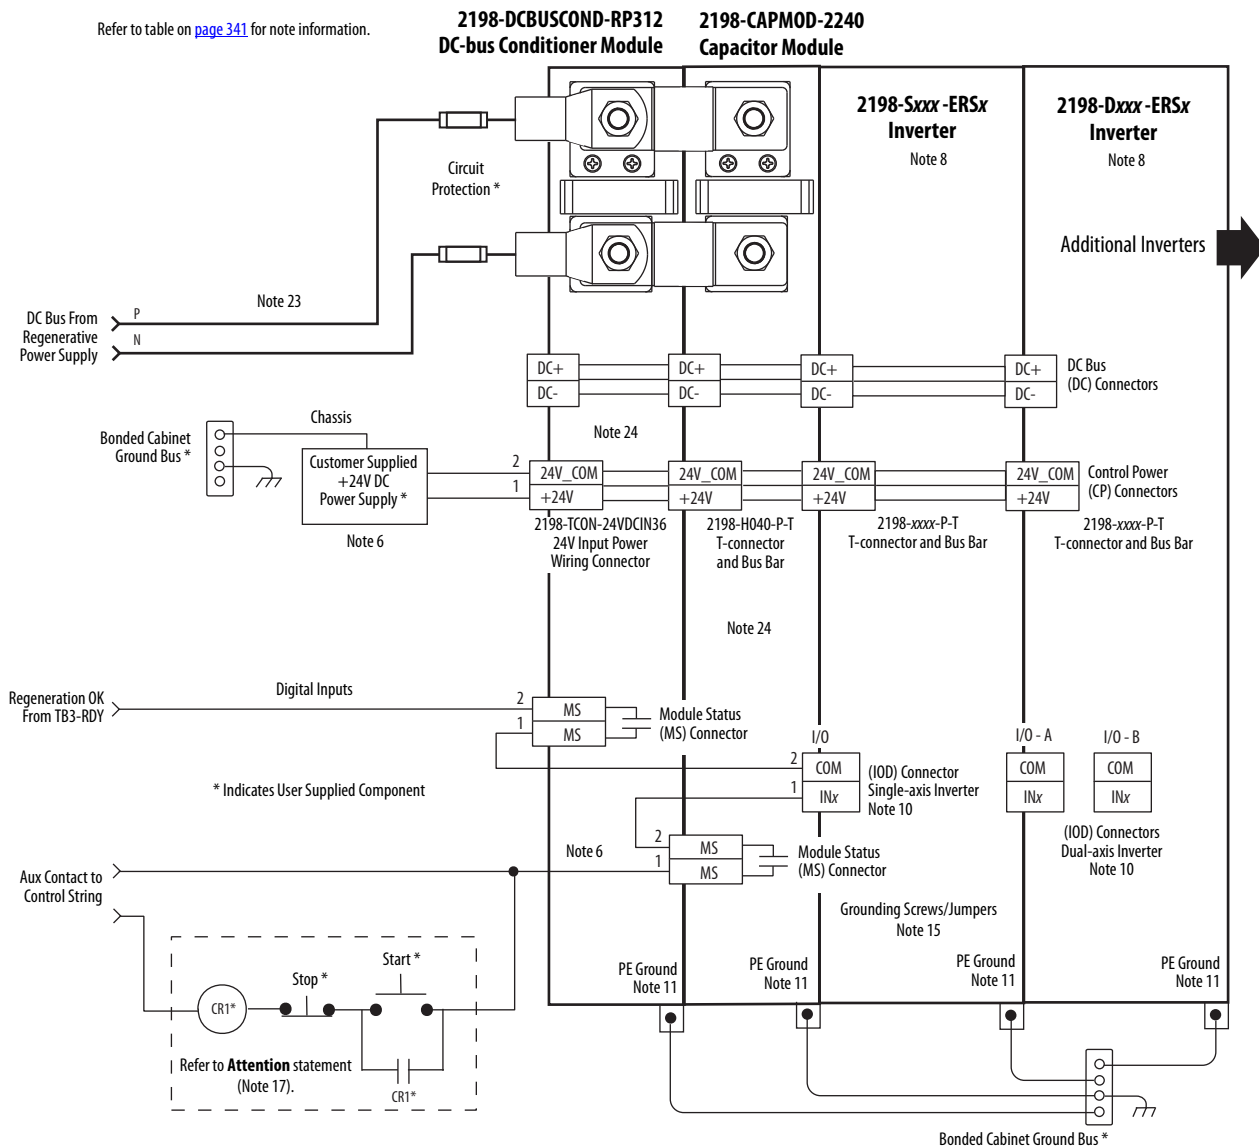 Refer to table on page 341 for note information.
2198-DCBUSCOND-RP312
DC-bus Conditioner Module
2198-CAPMOD-2240
Capacitor Module
2198-Sxxx-ERSx
Inverter
Note 8
2198-Dxxx-ERSx
Inverter
Note 8
Circuit
Protection *
Additional Inverters
Note 23
DC Bus From
Regenerative
Power Supply
P
N
DC+
DC-
DC+
DC-
DC+
DC-
DC+
DC-
DC Bus
(DC) Connectors
Note 24
Chassis
Bonded Cabinet
Ground Bus *
Customer Supplied
+24V DC
Power Supply *
Note 6
2
1
24V_COM
+24V
24V_COM
+24V
24V_COM
+24V
24V_COM
+24V
Control Power
(CP) Connectors
2198-TCON-24VDCIN36
24V Input Power
Wiring Connector
2198-H040-P-T
T-connector
and Bus Bar
2198-xxxx-P-T
T-connector and Bus Bar
2198-xxxx-P-T
T-connector and Bus Bar
Note 24
Regeneration OK
From TB3-RDY
Digital Inputs
2
1
MS
MS
Module Status
(MS) Connector
I/O
2
1
COM
INx
(IOD) Connector
Single-axis Inverter
Note 10
I/O - A
COM
INx
I/O - B
COM
INx
(IOD) Connectors
Dual-axis Inverter
Note 10
* Indicates User Supplied Component
Note 6
2
1
MS
MS
Module Status
(MS) Connector
Aux Contact to
Control String
Grounding Screws/Jumpers
Note 15
Start *
Stop *
CR1*
CR1*
Refer to Attention statement
(Note 17).
PE Ground
Note 11
PE Ground
Note 11
PE Ground
Note 11
PE Ground
Note 11
Bonded Cabinet Ground Bus *